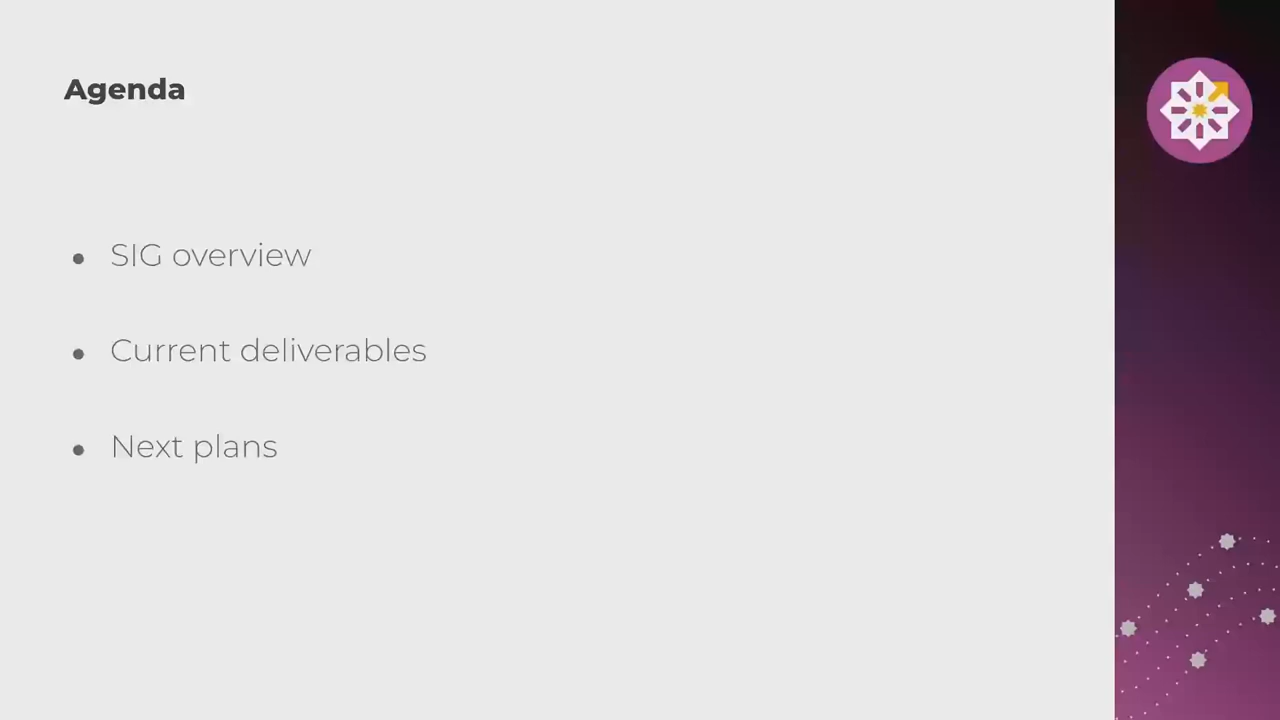 Agenda
• SIG overview
• Current deliverables
• Next plans